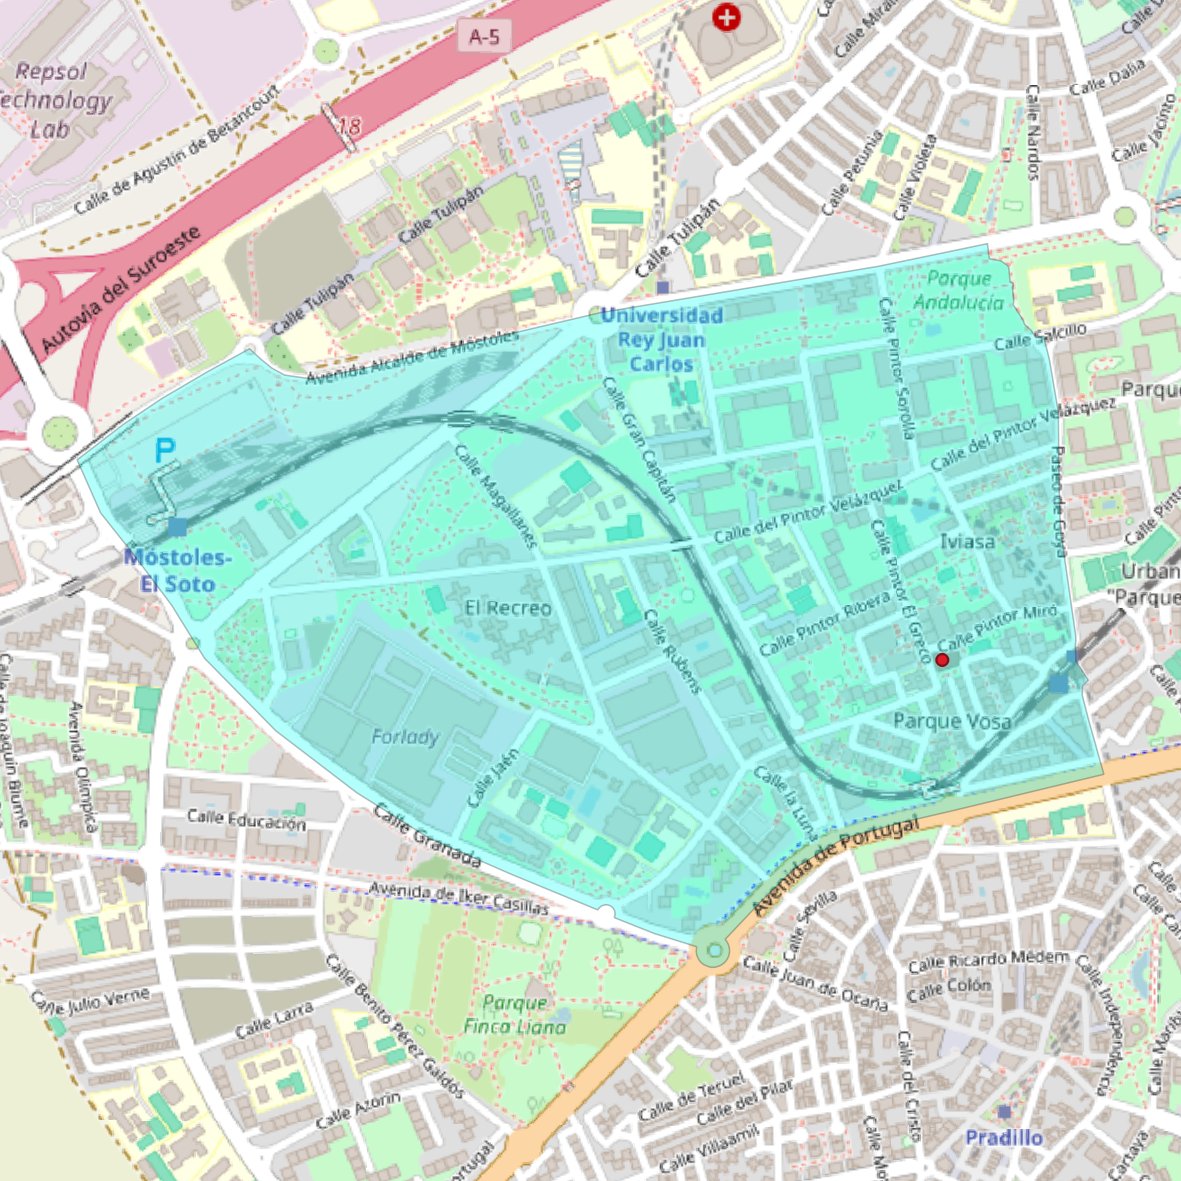 A-5
Repsol
Technology
Lab
18
Calle de Agustín de Betancourt
Autovía del Suroeste
Calle Tulipán
Calle Tulipán
Calle Tulipán
Calle Petunia
Calle Violeta
Calle Nardos
Calle Dalia
Calle Jacinto
Parque
Andalucía
Universidad
Rey Juan
Carlos
Avenida Alcalde de Móstoles
Calle Salcillo
Calle Pintor Sorolla
Calle Gran Capitán
Calle del Pintor Velázquez
Calle del Pintor Velázquez
Paseo de Goya
P
Calle Magallanes
Móstoles-
El Soto
Iviasa
El Recreo
Calle Pintor Ribera
Calle Pintor El Greco
Calle Pintor Miró
Calle Rubens
Parque Vosa
Forlady
Calle Jaén
Calle la Luna
Calle de Joaquín Blume
Avenida Olímpica
Calle Educación
Calle Granada
Avenida de Portugal
Avenida de Iker Casillas
Calle Sevilla
Calle Ricardo Médem
Calle Colón
Calle Juan de Ocaña
Calle Independencia
Calle Julio Verne
Calle Larra
Calle Benito Pérez Galdós
Parque
Finca Liana
Calle Azorín
Calle de Teruel
Calle del Pilar
Calle Villaamil
Calle del Cristo
Pradillo